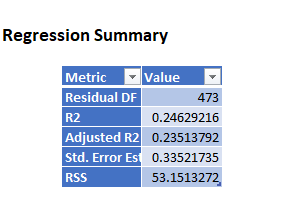 Regression Summary
Metric Value
Residual DF 473
R2 0.24629216
Adjusted R2 0.23513792
Std. Error Est 0.33521735
RSS 53.1513272